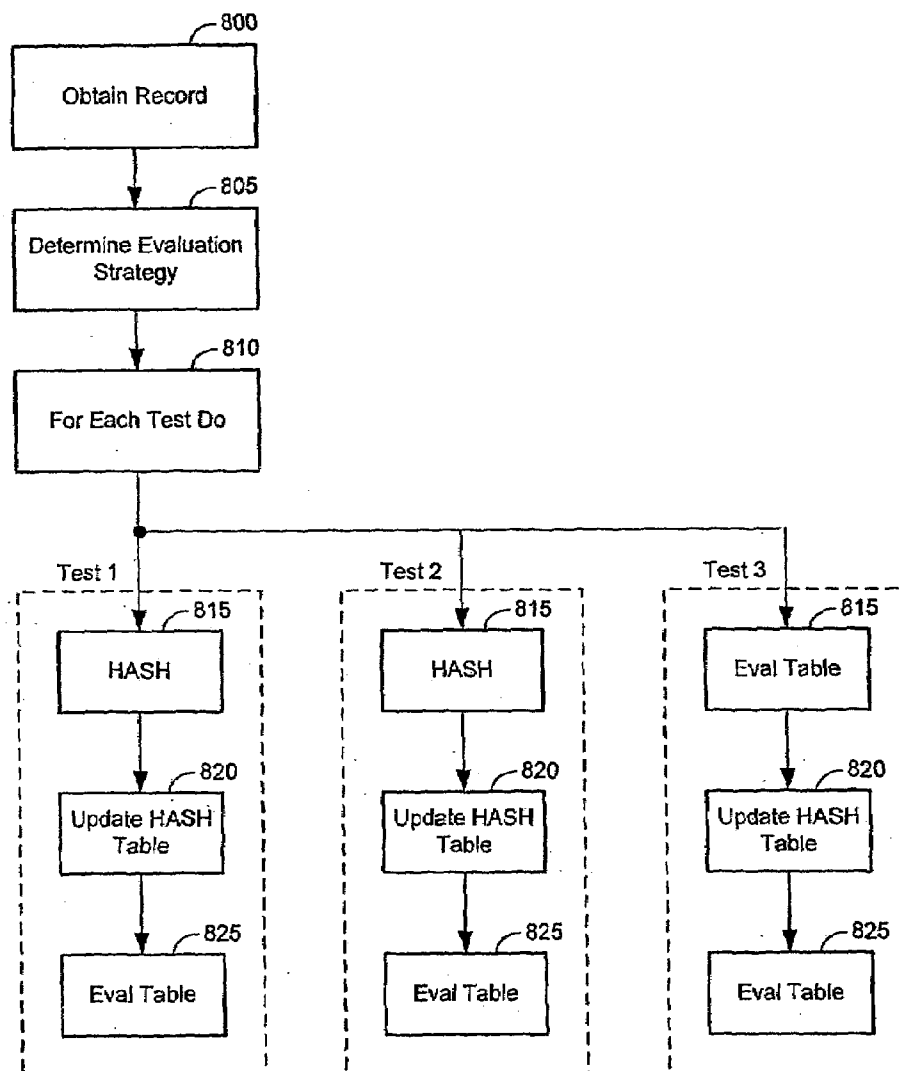 800
Obtain Record
805
Determine Evaluation
Strategy
810
For Each Test Do
Test 1
Test 2
Test 3
815
HASH
815
HASH
815
Eval Table
820
Update HASH
Table
820
Update HASH
Table
820
Update HASH
Table
825
Eval Table
825
Eval Table
825
Eval Table